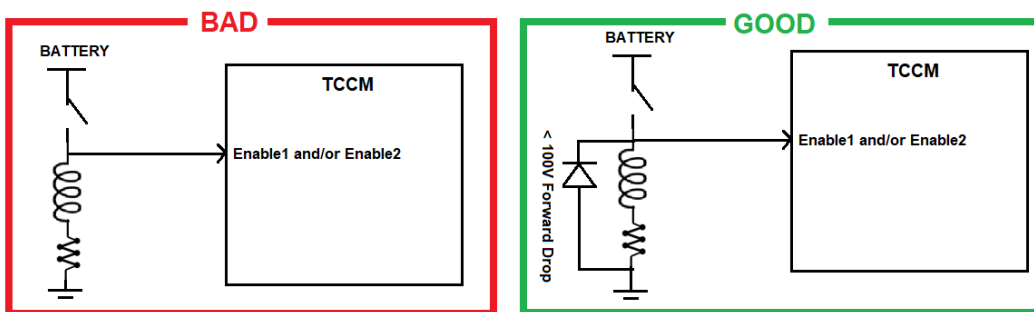 BAD
BATTERY
TCCM
Enable1 and/or Enable2
GOOD
BATTERY
TCCM
Enable1 and/or Enable2
< 100V Forward Drop